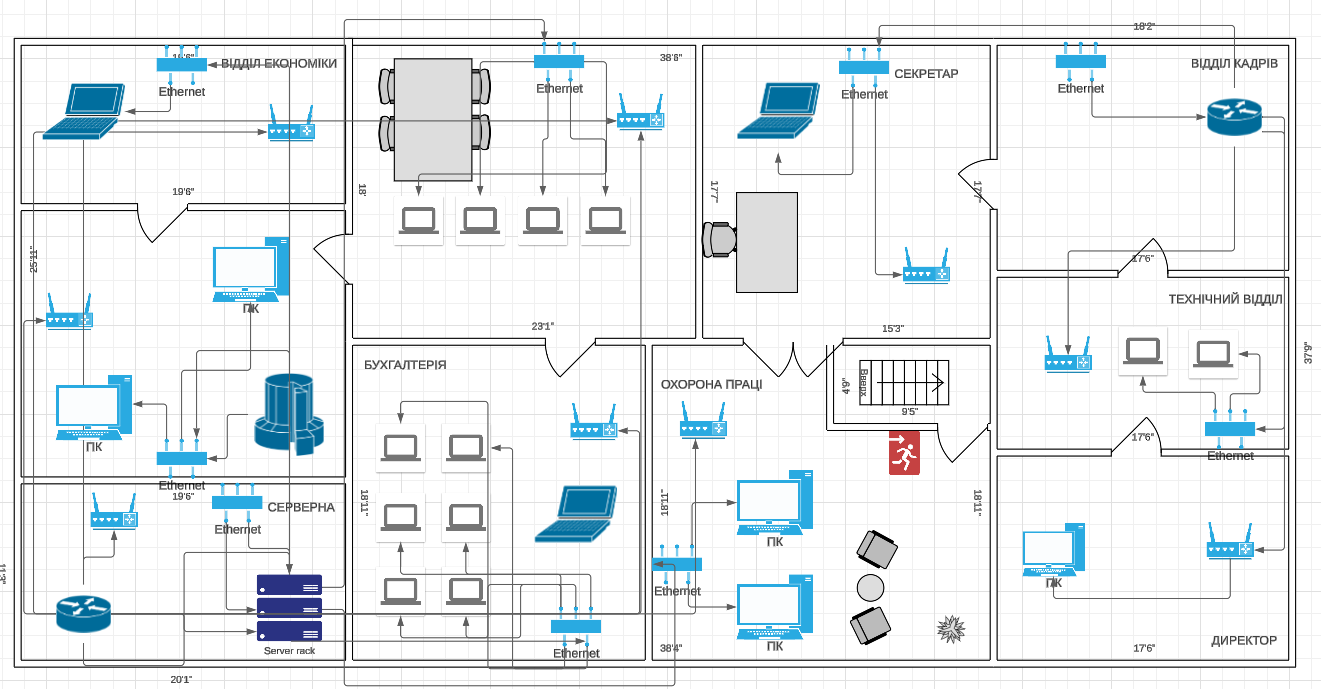 18'2"
38'6"
ВІДДІЛ ЕКОНОМІКИ
Ethernet
Ethernet
СЕКРЕТАР
Ethernet
ВІДДІЛ КАДРІВ
Ethernet
19'6"
18'
17'7"
25'11"
ПК
17'6"
ТЕХНІЧНИЙ ВІДДІЛ
23'1"
15'3"
37'9"
БУХГАЛТЕРІЯ
ОХОРОНА ПРАЦІ
4'9"
Вверх
9'5"
ПК
17'6"
Ethernet
Ethernet
19'6"
СЕРВЕРНА
Ethernet
18'11"
18'11"
18'11"
ПК
ПК
Ethernet
Server rack
Ethernet
38'4"
ПК
17'6"
ДИРЕКТОР
20'1"